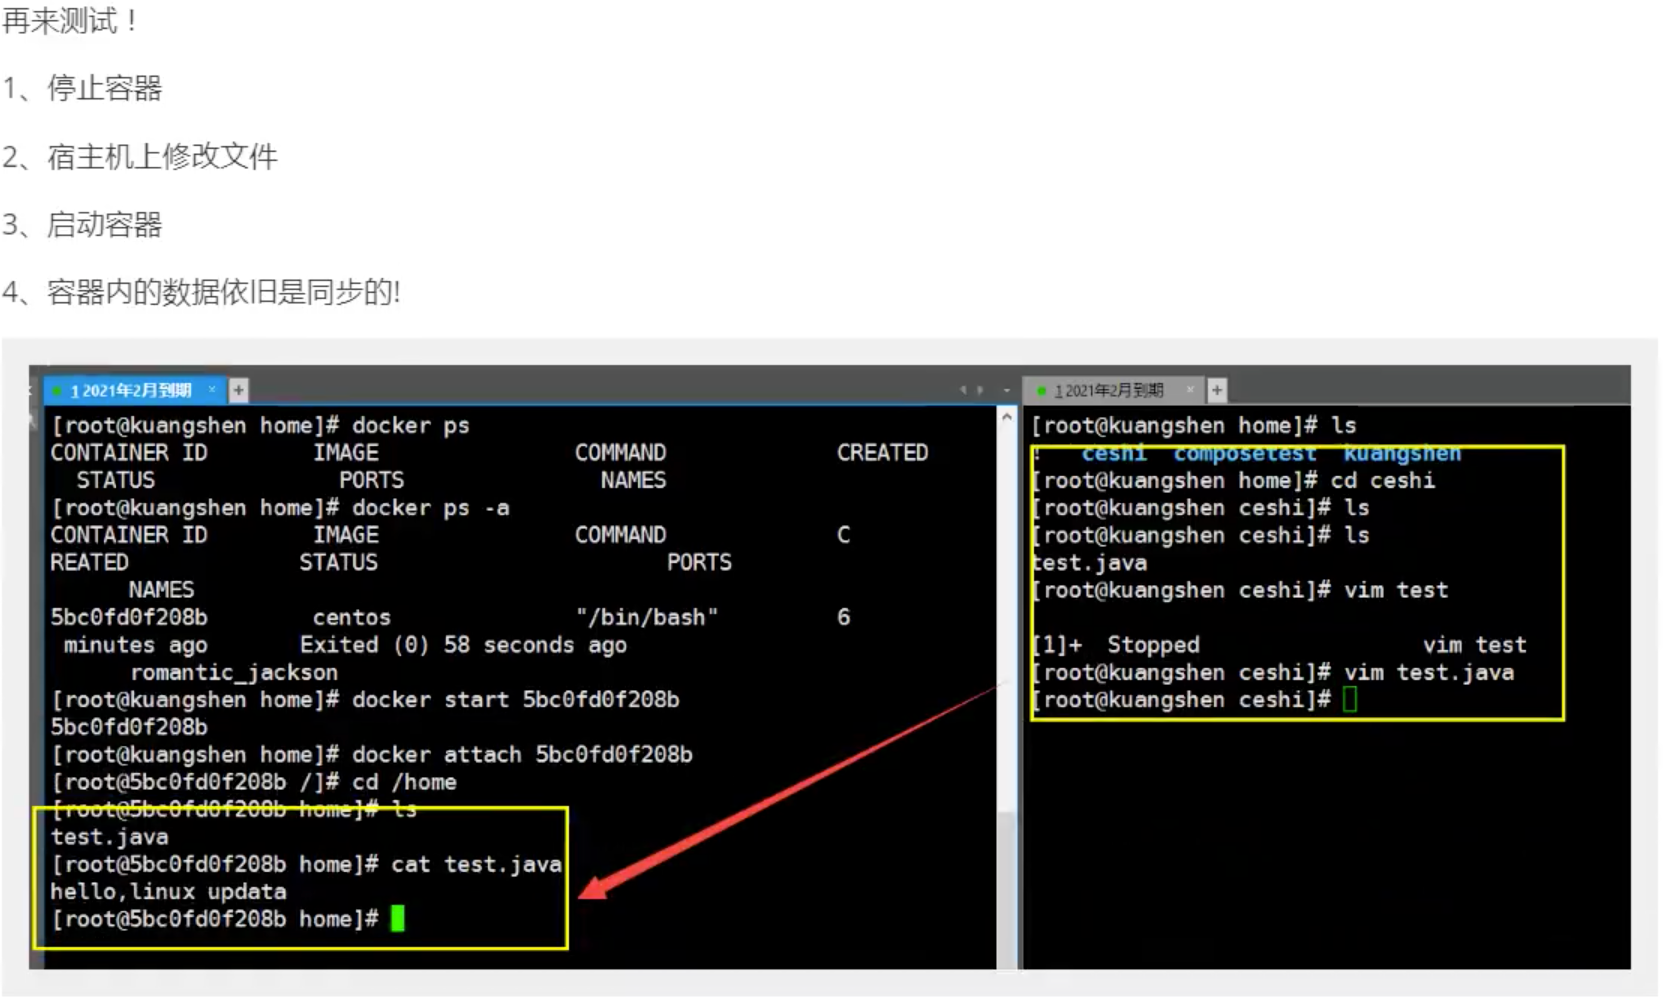 再来测试！
1、停止容器
2、宿主机上修改文件
3、启动容器
4、容器内的数据依旧是同步的!
1 2021年2月到期 × +
[root@kuangshen home]# docker ps
CONTAINER ID IMAGE COMMAND CREATED
STATUS PORTS NAMES
[root@kuangshen home]# docker ps -a
CONTAINER ID IMAGE COMMAND C
REATED STATUS PORTS
NAMES
5bc0fd0f208b centos "/bin/bash" 6
minutes ago Exited (0) 58 seconds ago
romantic_jackson
[root@kuangshen home]# docker start 5bc0fd0f208b
5bc0fd0f208b
[root@kuangshen home]# docker attach 5bc0fd0f208b
[root@5bc0fd0f208b /]# cd /home
[root@5bc0fd0f208b home]# ls
test.java
[root@5bc0fd0f208b home]# cat test.java
hello,linux updata
[root@5bc0fd0f208b home]#
1 2021年2月到期 × +
[root@kuangshen home]# ls
! ceshi composetest kuangshen
[root@kuangshen home]# cd ceshi
[root@kuangshen ceshi]# ls
[root@kuangshen ceshi]# ls
test.java
[root@kuangshen ceshi]# vim test
[1]+ Stopped vim test
[root@kuangshen ceshi]# vim test.java
[root@kuangshen ceshi]#